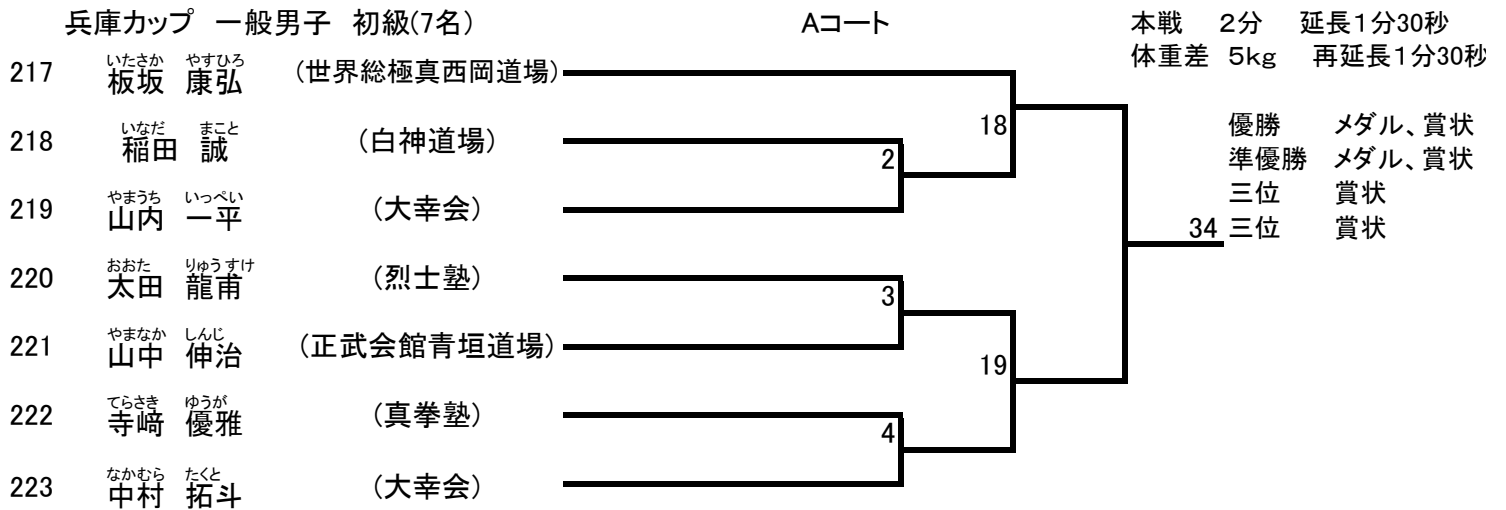 兵庫カップ 一般男子 初級(7名) Aコート 本戦 2分 延長1分30秒
体重差 5kg 再延長1分30秒
いたさか やすひろ
217 板坂 康弘 (世界総極真西岡道場)
18
優勝 メダル、賞状
いなだ まこと
218 稲田 誠 (白神道場)
2
準優勝 メダル、賞状
やまうち いっぺい
219 山内 一平 (大幸会)
三位 賞状
34 三位 賞状
おおた りゅうすけ
220 太田 龍甫 (烈士塾)
3
やまなか しんじ
221 山中 伸治 (正武会館青垣道場)
19
てらさき ゆうが
222 寺﨑 優雅 (真拳塾)
4
なかむら たくと
223 中村 拓斗 (大幸会)